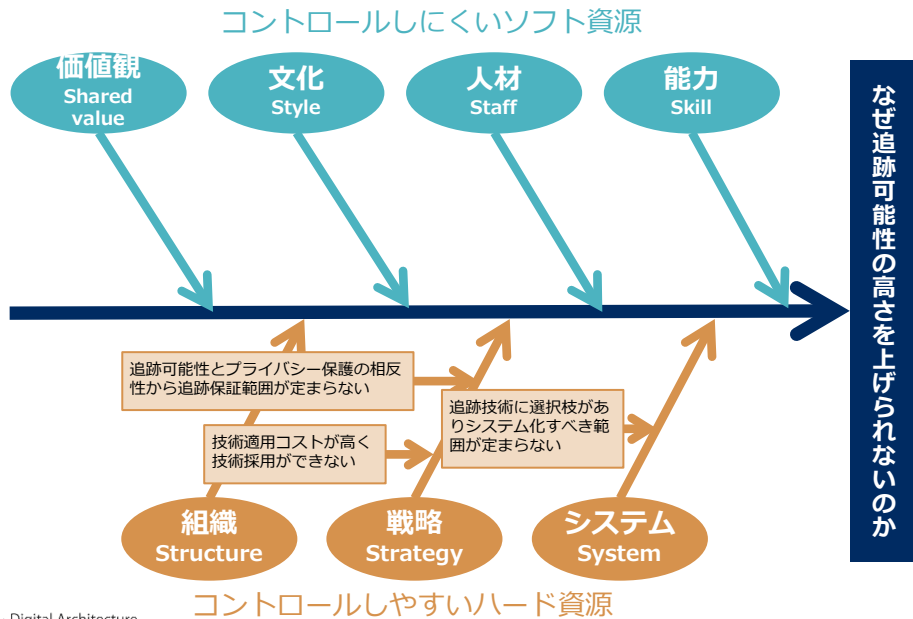 コントロールしにくいソフト資源
価値観
Shared
value
文化
Style
人材
Staff
能力
Skill
なぜ追跡可能性の高さを上げられないのか
追跡可能性とプライバシー保護の相反
性から追跡保証範囲が定まらない
追跡技術に選択枝があ
りシステム化すべき範
囲が定まらない
技術適用コストが高く
技術採用ができない
組織
Structure
戦略
Strategy
システム
System
コントロールしやすいハード資源
Digital Architecture